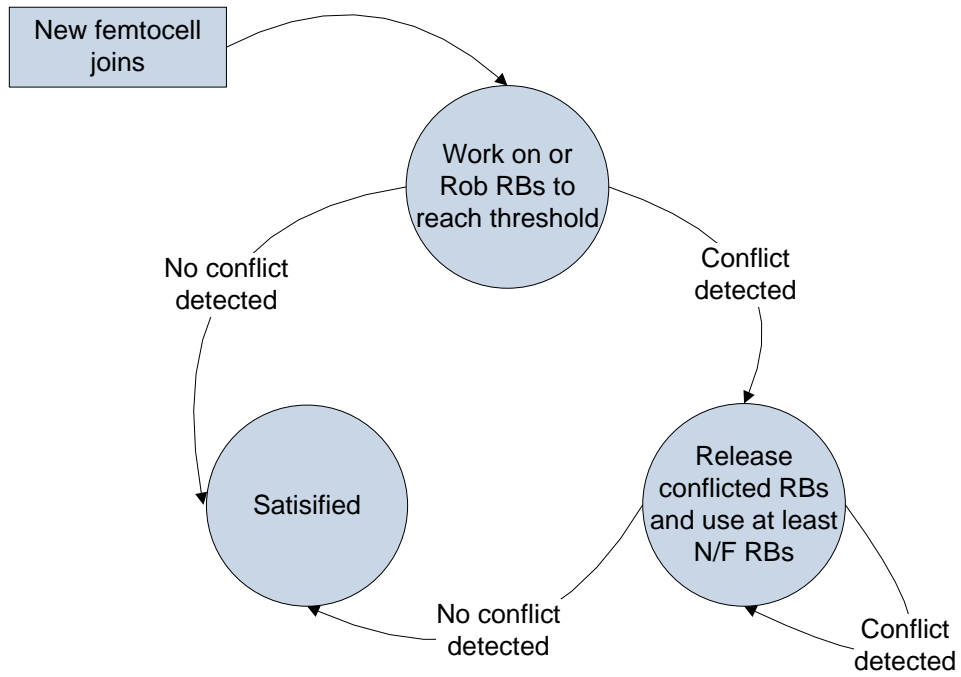 New femtocell
joins
Work on or
Rob RBs to
reach threshold
No conflict
detected
Conflict
detected
Satisified
Release
conflicted RBs
and use at least
N/F RBs
No conflict
detected
Conflict
detected